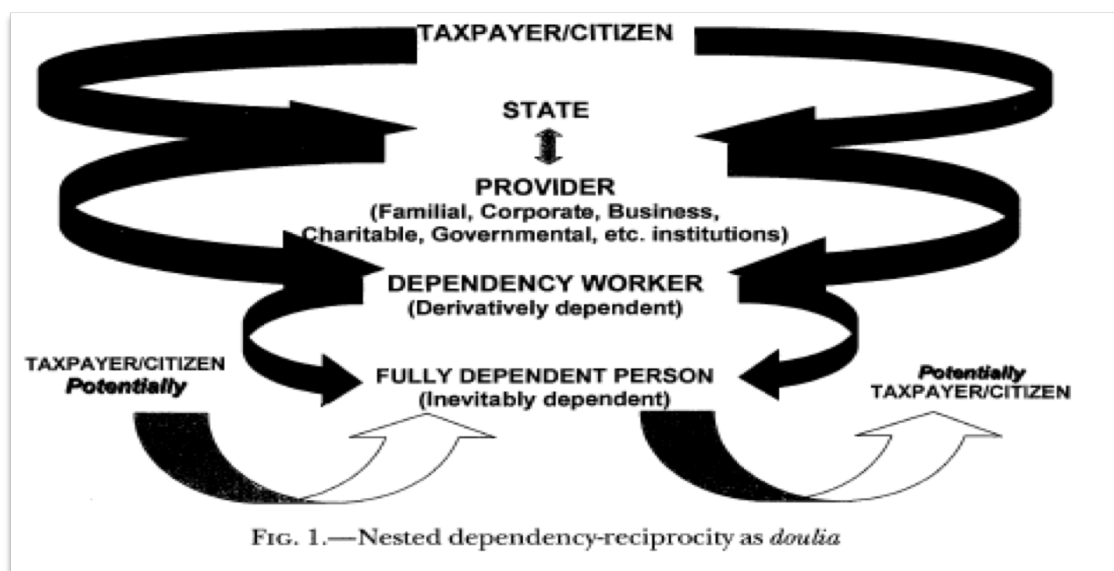 TAXPAYER/CITIZEN
STATE
PROVIDER
(Familial, Corporate, Business,
Charitable, Governmental, etc. institutions)
DEPENDENCY WORKER
(Derivatively dependent)
TAXPAYER/CITIZEN
Potentially
FULLY DEPENDENT PERSON
(Inevitably dependent)
Potentially
TAXPAYER/CITIZEN
FIG. 1.—Nested dependency-reciprocity as doulia